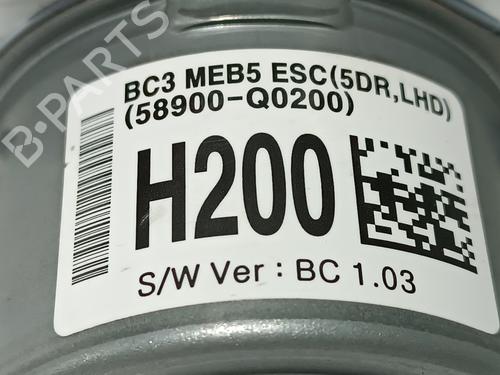 B-PARTS
BC3 MEB5 ESC(5DR,LHD)
(58900-Q0200)
H200
S/W Ver : BC 1.03